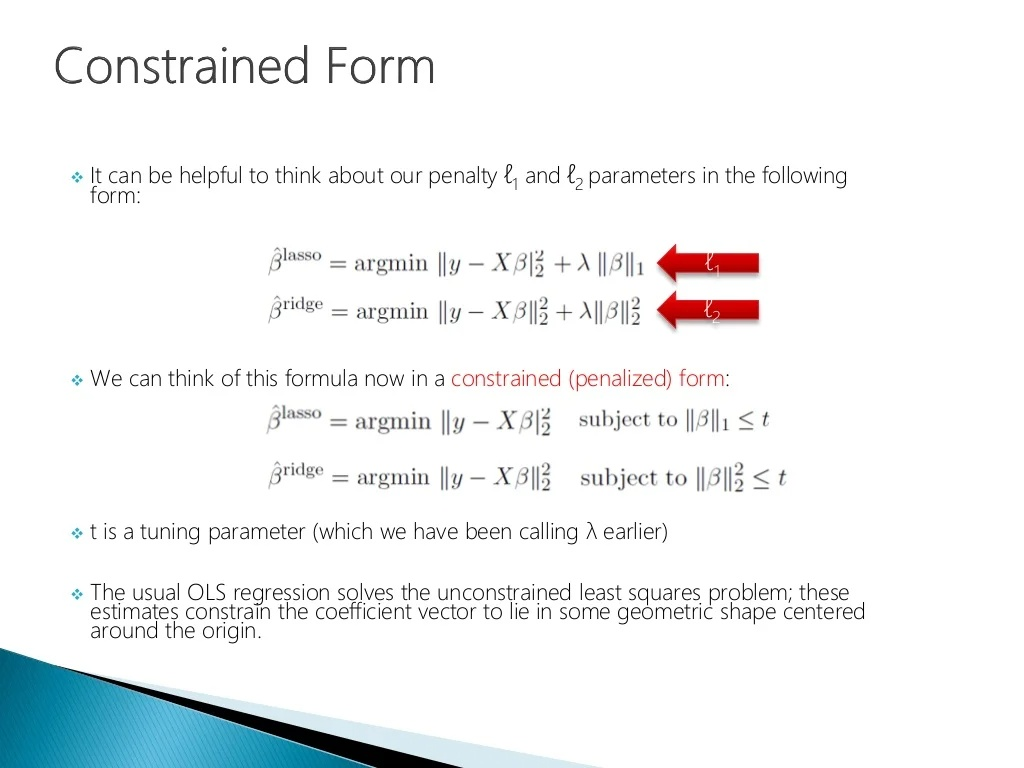 Constrained Form
❖ It can be helpful to think about our penalty ℓ₁ and ℓ₂ parameters in the following
form:
β̂^lasso = argmin ‖y − Xβ|₂² + λ ‖β‖₁ ℓ₁
β̂^ridge = argmin ‖y − Xβ‖₂² + λ‖β‖₂² ℓ₂
❖ We can think of this formula now in a constrained (penalized) form:
β̂^lasso = argmin ‖y − Xβ|₂² subject to ‖β‖₁ ≤ t
β̂^ridge = argmin ‖y − Xβ‖₂² subject to ‖β‖₂² ≤ t
❖ t is a tuning parameter (which we have been calling λ earlier)
❖ The usual OLS regression solves the unconstrained least squares problem; these
estimates constrain the coefficient vector to lie in some geometric shape centered
around the origin.